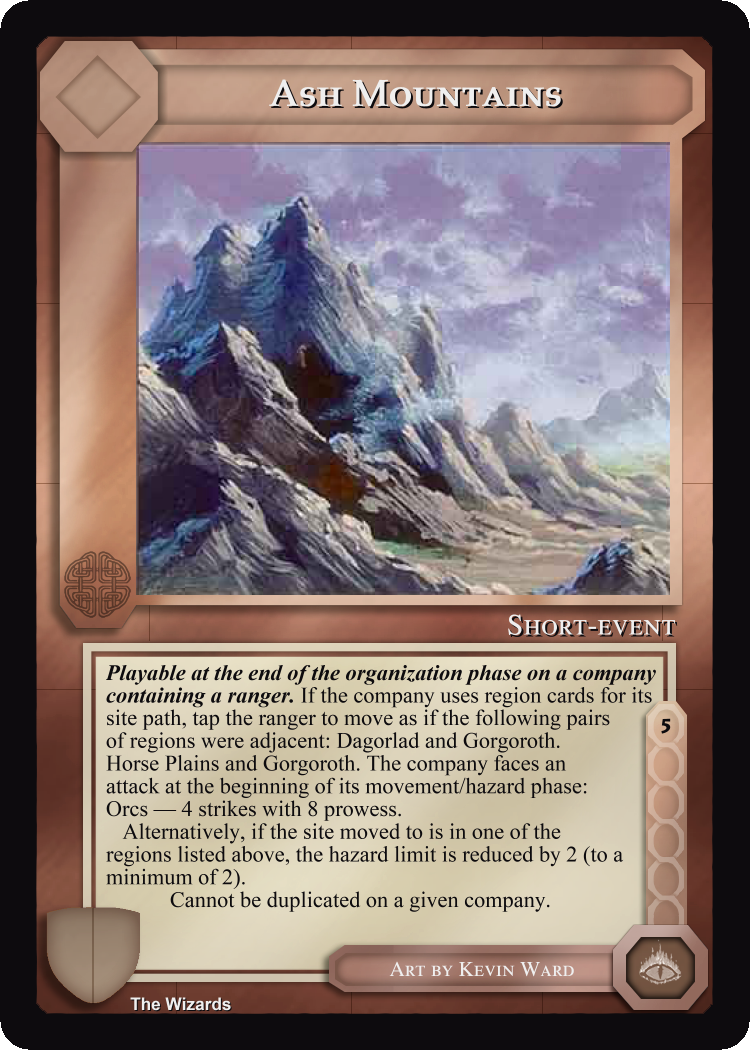 Ash Mountains
Short-event
Playable at the end of the organization phase on a company
containing a ranger. If the company uses region cards for its
site path, tap the ranger to move as if the following pairs
of regions were adjacent: Dagorlad and Gorgoroth.
Horse Plains and Gorgoroth. The company faces an
attack at the beginning of its movement/hazard phase:
Orcs — 4 strikes with 8 prowess.
Alternatively, if the site moved to is in one of the
regions listed above, the hazard limit is reduced by 2 (to a
minimum of 2).
Cannot be duplicated on a given company.
5
Art by Kevin Ward
The Wizards